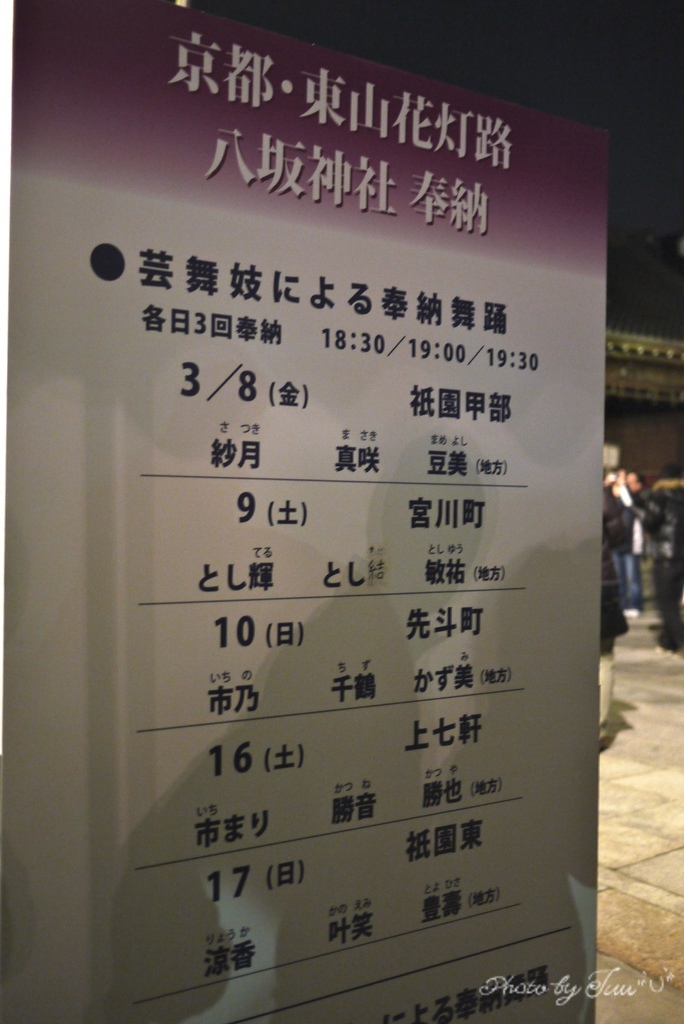 京都・東山花灯路
八坂神社 奉納
●芸舞妓による奉納舞踊
各日3回奉納 18:30／19:00／19:30
3／8(金) 祇園甲部
さつき まさき まめよし
紗月 真咲 豆美(地方)
9(土) 宮川町
てる としゆう
とし輝 とし結 敏祐(地方)
10(日) 先斗町
いちの ちず み
市乃 千鶴 かず美(地方)
16(土) 上七軒
いち かつね かつや
市まり 勝音 勝也(地方)
17(日) 祇園東
りょうか かのえみ とよひさ
涼香 叶笑 豊壽(地方)
による奉納舞踊
Photo by